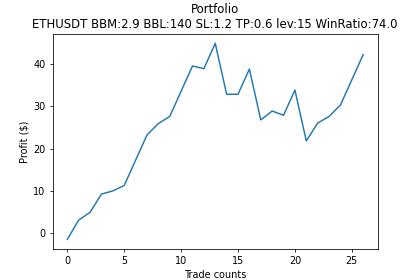 Portfolio
ETHUSDT BBM:2.9 BBL:140 SL:1.2 TP:0.6 lev:15 WinRatio:74.0
Profit ($)
40
30
20
10
0
0
5
10
15
20
25
Trade counts